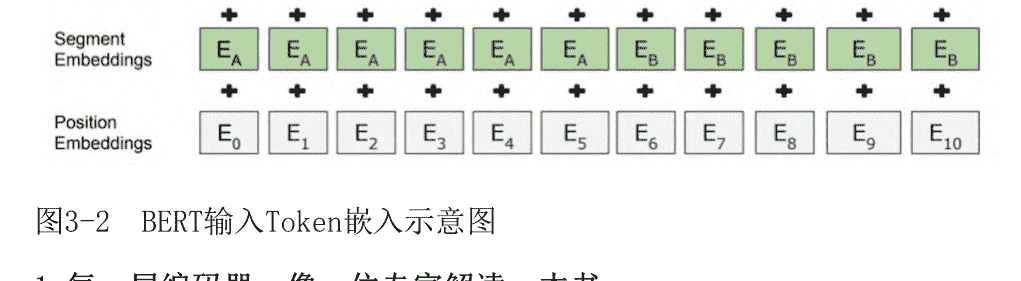 Segment Embeddings
E_A E_A E_A E_A E_A E_A E_B E_B E_B E_B E_B
Position Embeddings
E_0 E_1 E_2 E_3 E_4 E_5 E_6 E_7 E_8 E_9 E_10
图3-2 BERT输入Token嵌入示意图